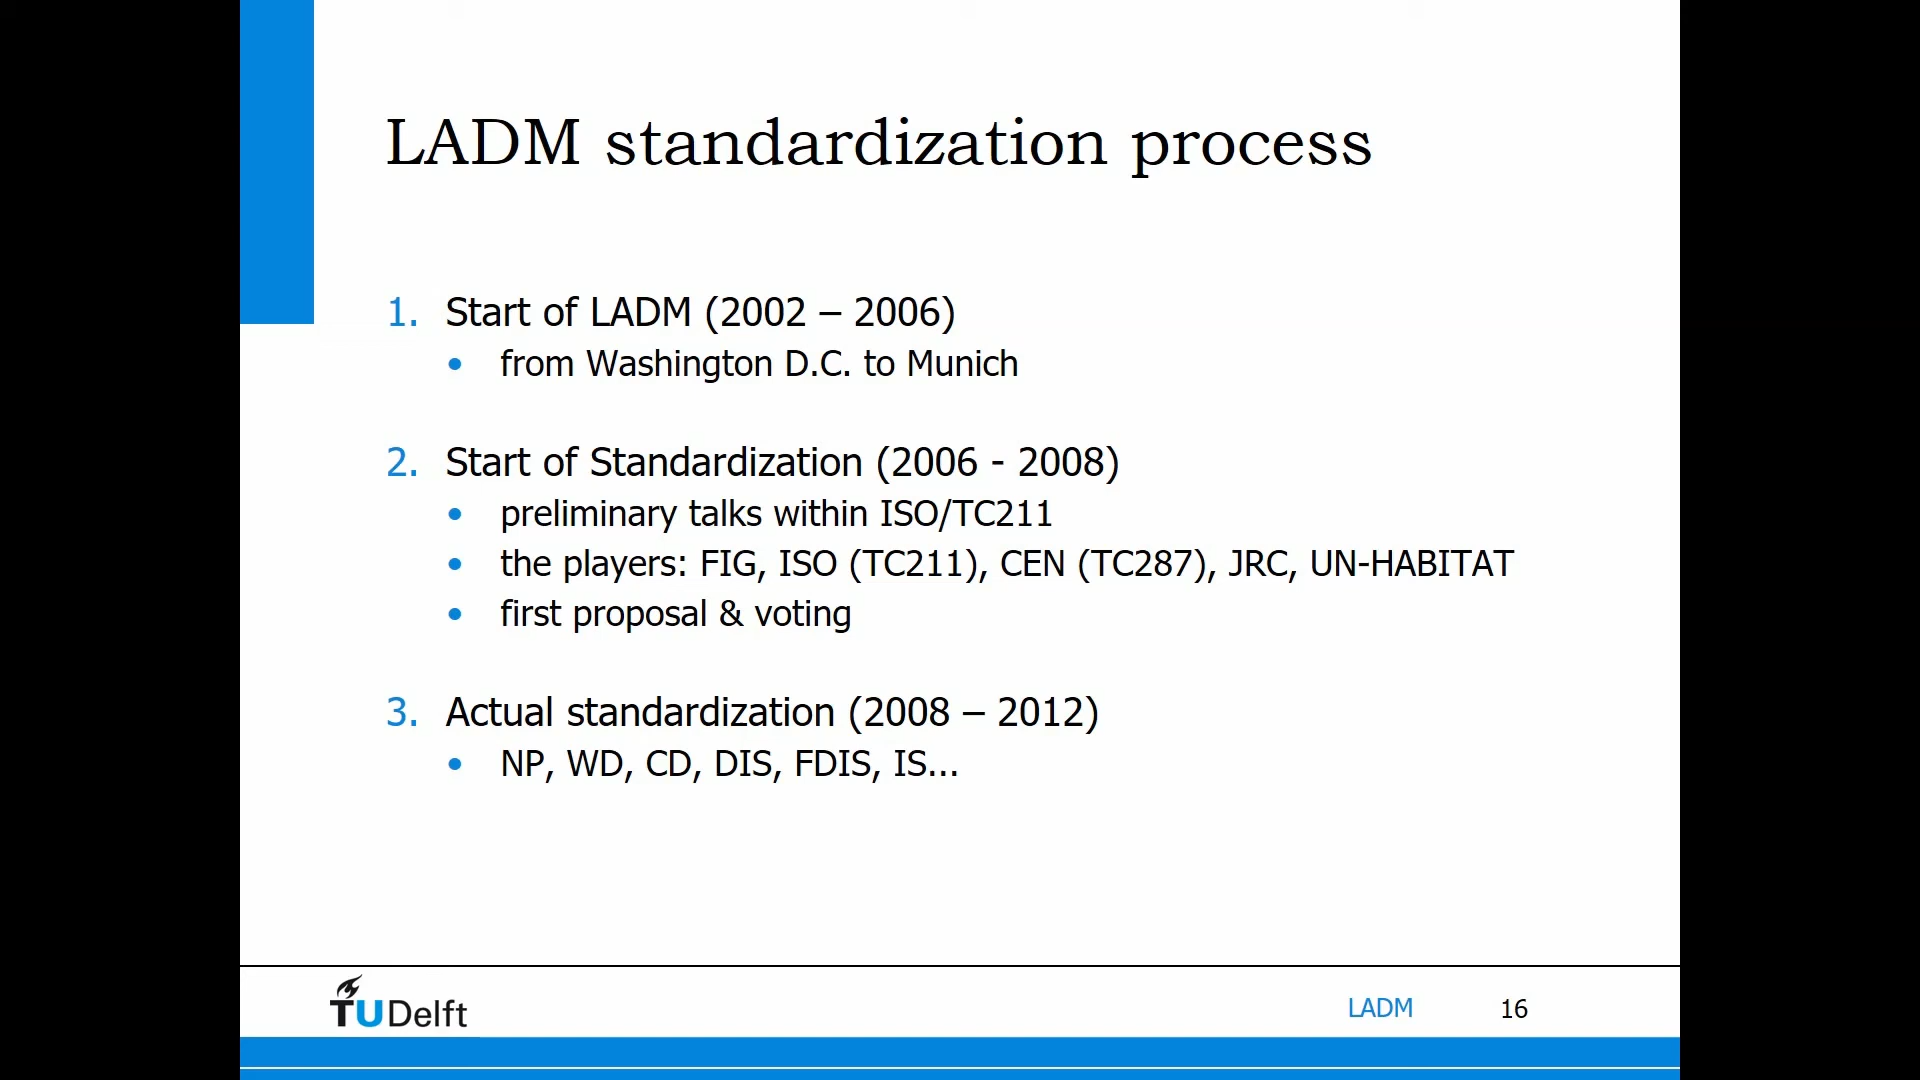 LADM standardization process
1. Start of LADM (2002 – 2006)
• from Washington D.C. to Munich
2. Start of Standardization (2006 - 2008)
• preliminary talks within ISO/TC211
• the players: FIG, ISO (TC211), CEN (TC287), JRC, UN-HABITAT
• first proposal & voting
3. Actual standardization (2008 – 2012)
• NP, WD, CD, DIS, FDIS, IS...
TUDelft
LADM 16